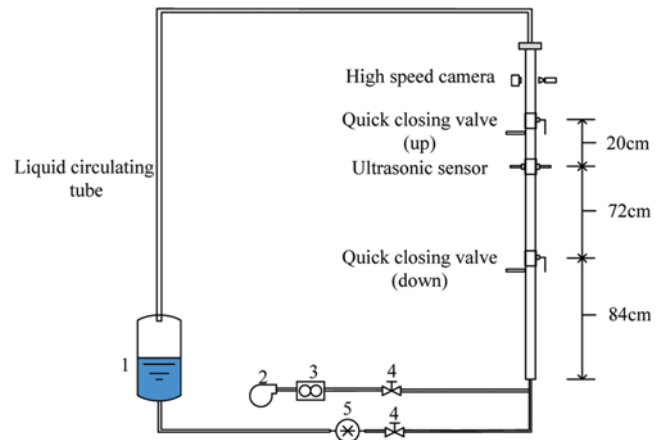 High speed camera
Quick closing valve
(up)
20cm
Liquid circulating
tube
Ultrasonic sensor
72cm
Quick closing valve
(down)
84cm
1
2
3
4
5
4